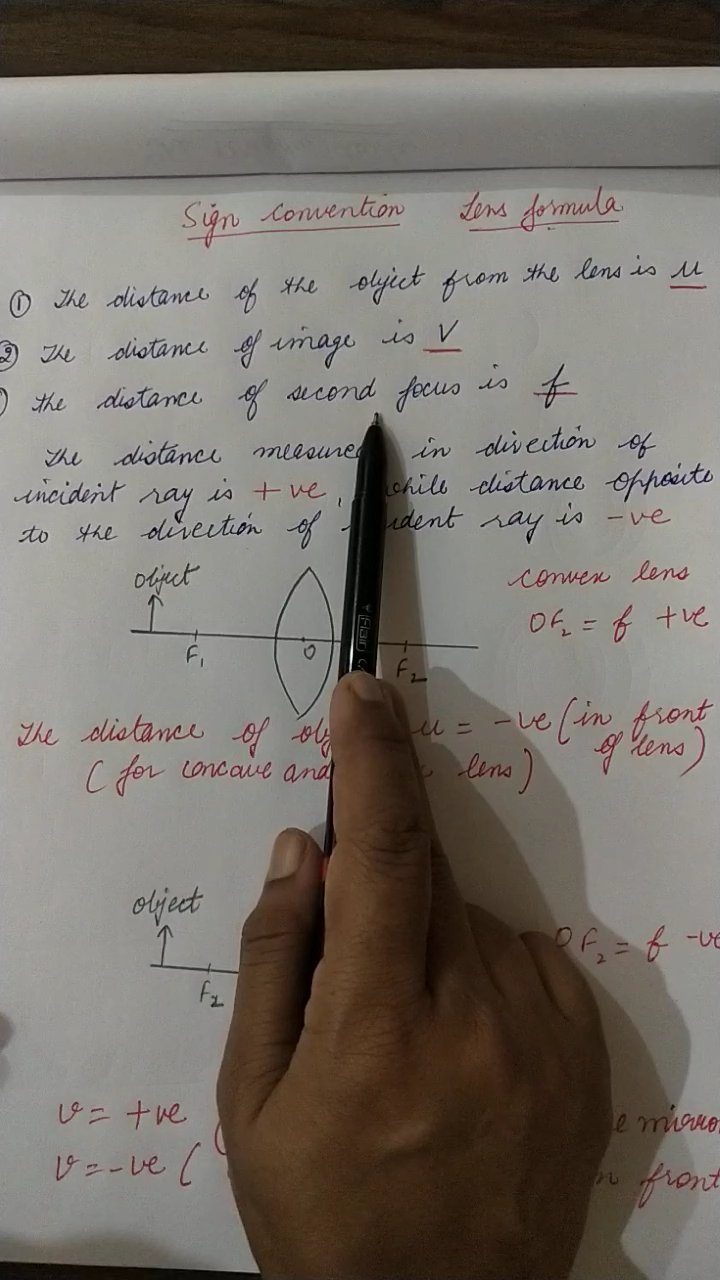 Sign convention Lens formula
① The distance of the object from the lens is u
② The distance of image is V
the distance of second focus is f
The distance measure in direction of
incident ray is +ve, while distance opposite
to the direction of ident ray is -ve
object
convex lens
OF₂ = f +ve
F₁ O F₂
The distance of obj u = -ve (in front
of lens)
(for concave and lens)
object
OF₂ = f -ve
F₂
v = +ve (
v = -ve (
front